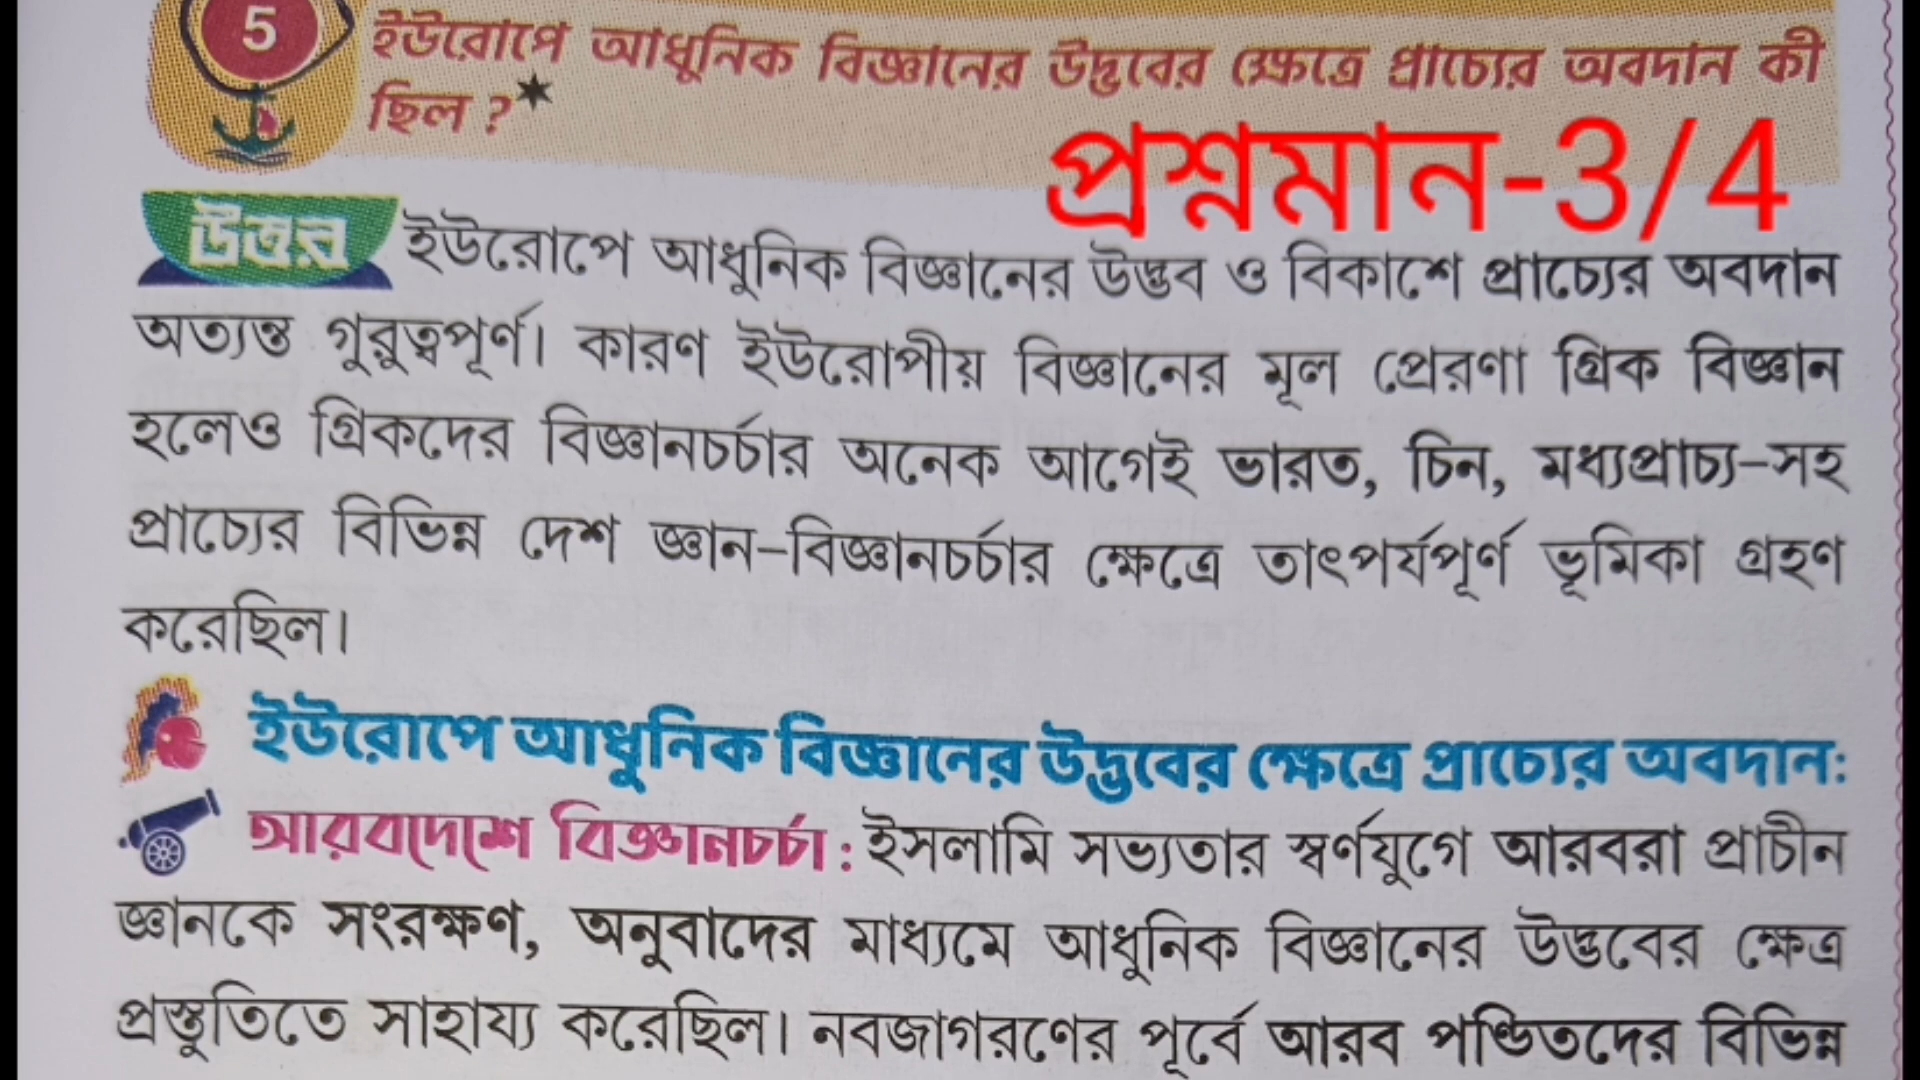 5
ইউরোপে আধুনিক বিজ্ঞানের উদ্ভবের ক্ষেত্রে প্রাচ্যের অবদান কী
ছিল ?*
প্রশ্নমান-3/4
উত্তর ইউরোপে আধুনিক বিজ্ঞানের উদ্ভব ও বিকাশে প্রাচ্যের অবদান
অত্যন্ত গুরুত্বপূর্ণ। কারণ ইউরোপীয় বিজ্ঞানের মূল প্রেরণা গ্রিক বিজ্ঞান
হলেও গ্রিকদের বিজ্ঞানচর্চার অনেক আগেই ভারত, চিন, মধ্যপ্রাচ্য-সহ
প্রাচ্যের বিভিন্ন দেশ জ্ঞান-বিজ্ঞানচর্চার ক্ষেত্রে তাৎপর্যপূর্ণ ভূমিকা গ্রহণ
করেছিল।
ইউরোপে আধুনিক বিজ্ঞানের উদ্ভবের ক্ষেত্রে প্রাচ্যের অবদান:
আরবদেশে বিজ্ঞানচর্চা : ইসলামি সভ্যতার স্বর্ণযুগে আরবরা প্রাচীন
জ্ঞানকে সংরক্ষণ, অনুবাদের মাধ্যমে আধুনিক বিজ্ঞানের উদ্ভবের ক্ষেত্র
প্রস্তুতিতে সাহায্য করেছিল। নবজাগরণের পূর্বে আরব পণ্ডিতদের বিভিন্ন